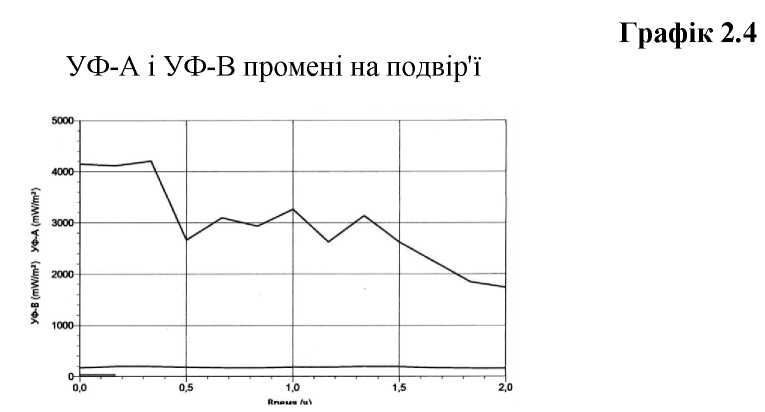 Графік 2.4
УФ-А і УФ-В промені на подвір'ї
5000
4000
3000
2000
1000
0
УФ-В (mW/m²) УФ-А (mW/m²)
0,0 0,5 1,0 1,5 2,0
Время (ч)